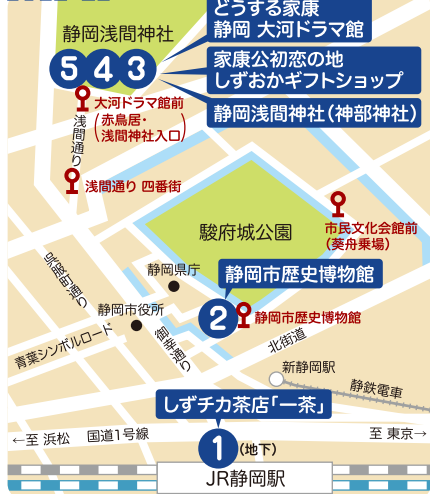 どうする家康
静岡 大河ドラマ館
静岡浅間神社
家康公初恋の地
しずおかギフトショップ
5 4 3
静岡浅間神社（神部神社）
大河ドラマ館前
（赤鳥居・
浅間神社入口）
浅間通り
浅間通り 四番街
駿府城公園
市民文化会館前
（葵舟乗場）
呉服町通り
静岡県庁
静岡市歴史博物館
2
静岡市歴史博物館
静岡市役所
御幸通り
北街道
青葉シンボルロード
新静岡駅
静鉄電車
しずチカ茶店「一茶」
←至 浜松
国道1号線
1
（地下）
至 東京→
JR静岡駅